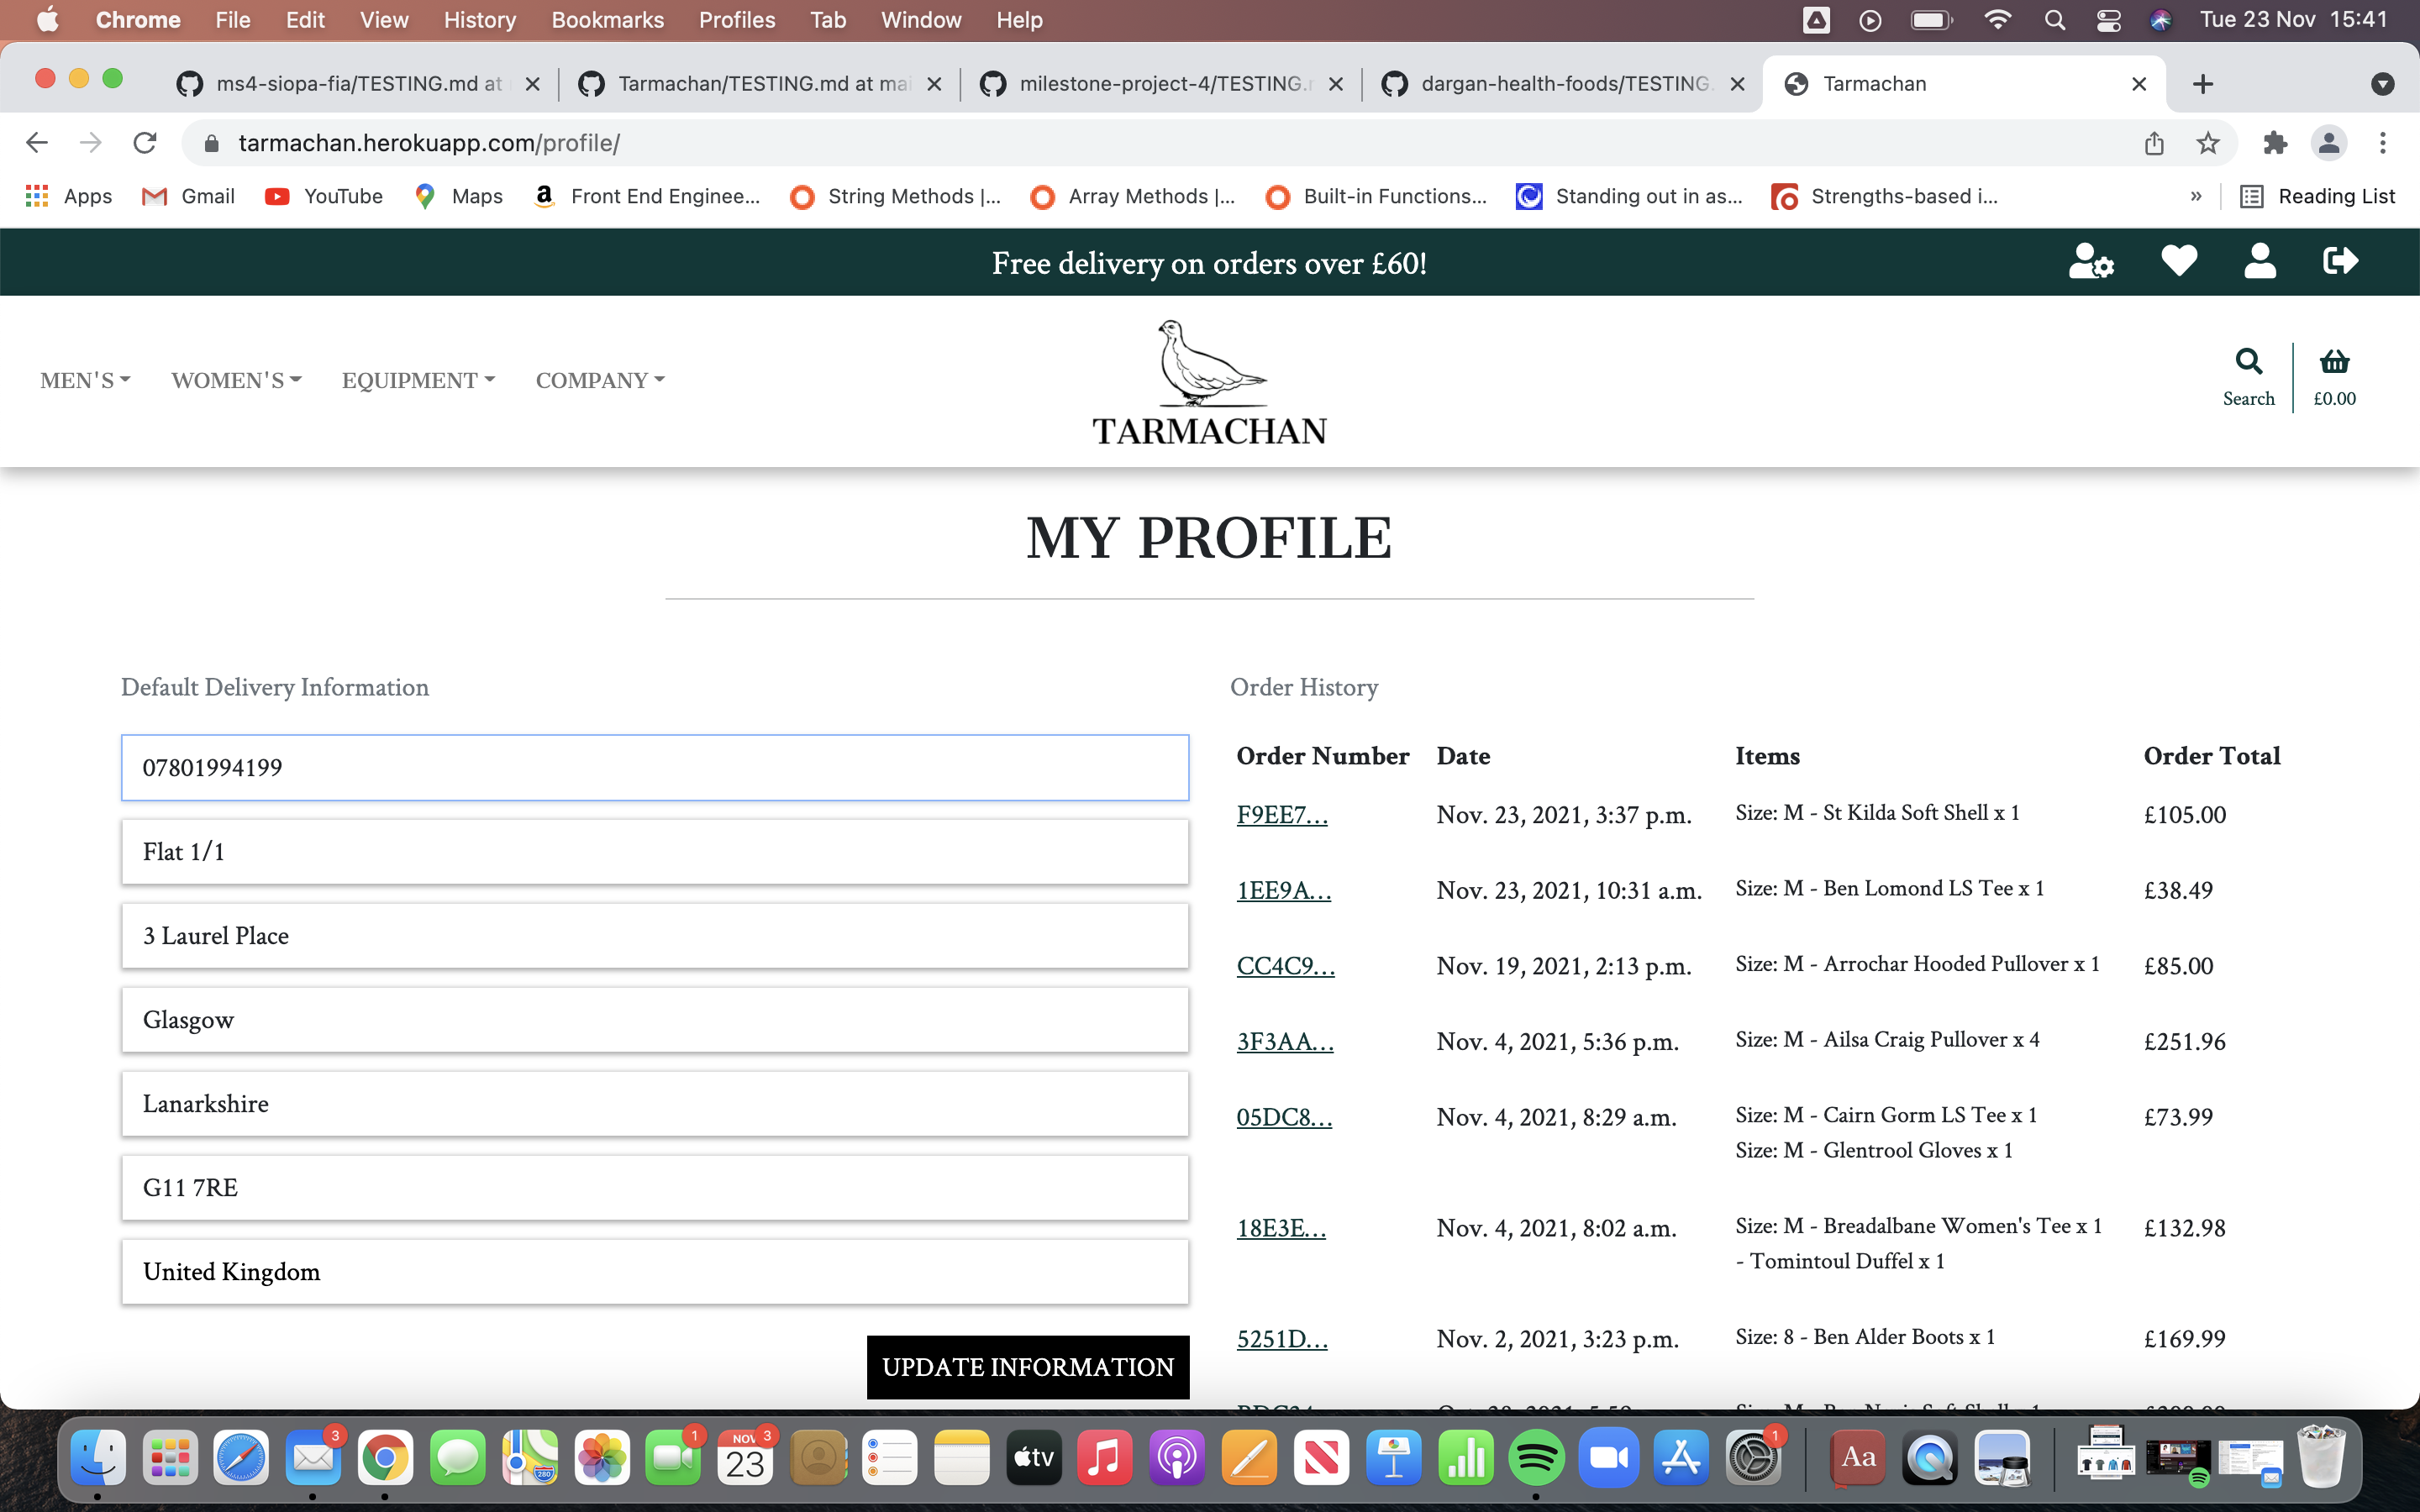 Chrome File Edit View History Bookmarks Profiles Tab Window Help Tue 23 Nov 15:41
ms4-siopa-fia/TESTING.md at Tarmachan/TESTING.md at mai milestone-project-4/TESTING. dargan-health-foods/TESTING. Tarmachan
tarmachan.herokuapp.com/profile/
Apps Gmail YouTube Maps Front End Enginee... String Methods |... Array Methods |... Built-in Functions... Standing out in as... Strengths-based i... » Reading List
Free delivery on orders over £60!
MEN'S WOMEN'S EQUIPMENT COMPANY
TARMACHAN
Search £0.00
MY PROFILE
Default Delivery Information
07801994199
Flat 1/1
3 Laurel Place
Glasgow
Lanarkshire
G11 7RE
United Kingdom
UPDATE INFORMATION
Order History
Order Number Date Items Order Total
F9EE7... Nov. 23, 2021, 3:37 p.m. Size: M - St Kilda Soft Shell x 1 £105.00
1EE9A... Nov. 23, 2021, 10:31 a.m. Size: M - Ben Lomond LS Tee x 1 £38.49
CC4C9... Nov. 19, 2021, 2:13 p.m. Size: M - Arrochar Hooded Pullover x 1 £85.00
3F3AA... Nov. 4, 2021, 5:36 p.m. Size: M - Ailsa Craig Pullover x 4 £251.96
05DC8... Nov. 4, 2021, 8:29 a.m. Size: M - Cairn Gorm LS Tee x 1 £73.99
Size: M - Glentrool Gloves x 1
18E3E... Nov. 4, 2021, 8:02 a.m. Size: M - Breadalbane Women's Tee x 1 £132.98
- Tomintoul Duffel x 1
5251D... Nov. 2, 2021, 3:23 p.m. Size: 8 - Ben Alder Boots x 1 £169.99
3 1 NOV 3 23 280 tv 1 Aa